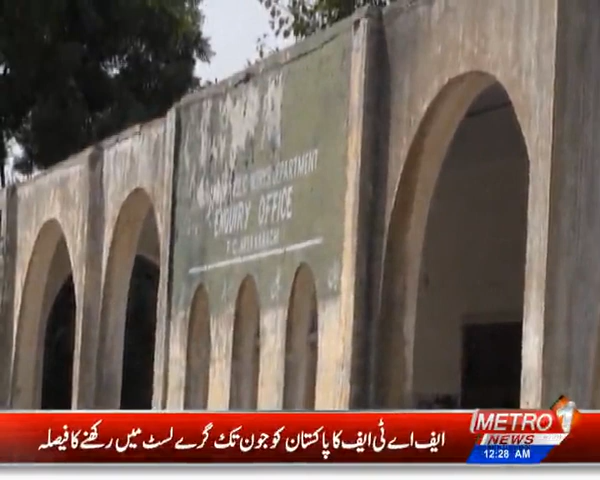 P.C. WORKS DEPARTMENT
ENQUIRY OFFICE
ایف اے ٹی ایف کا پاکستان کو جون تک گرے لسٹ میں رکھنے کا فیصلہ
METRO 1
NEWS
12:28 AM